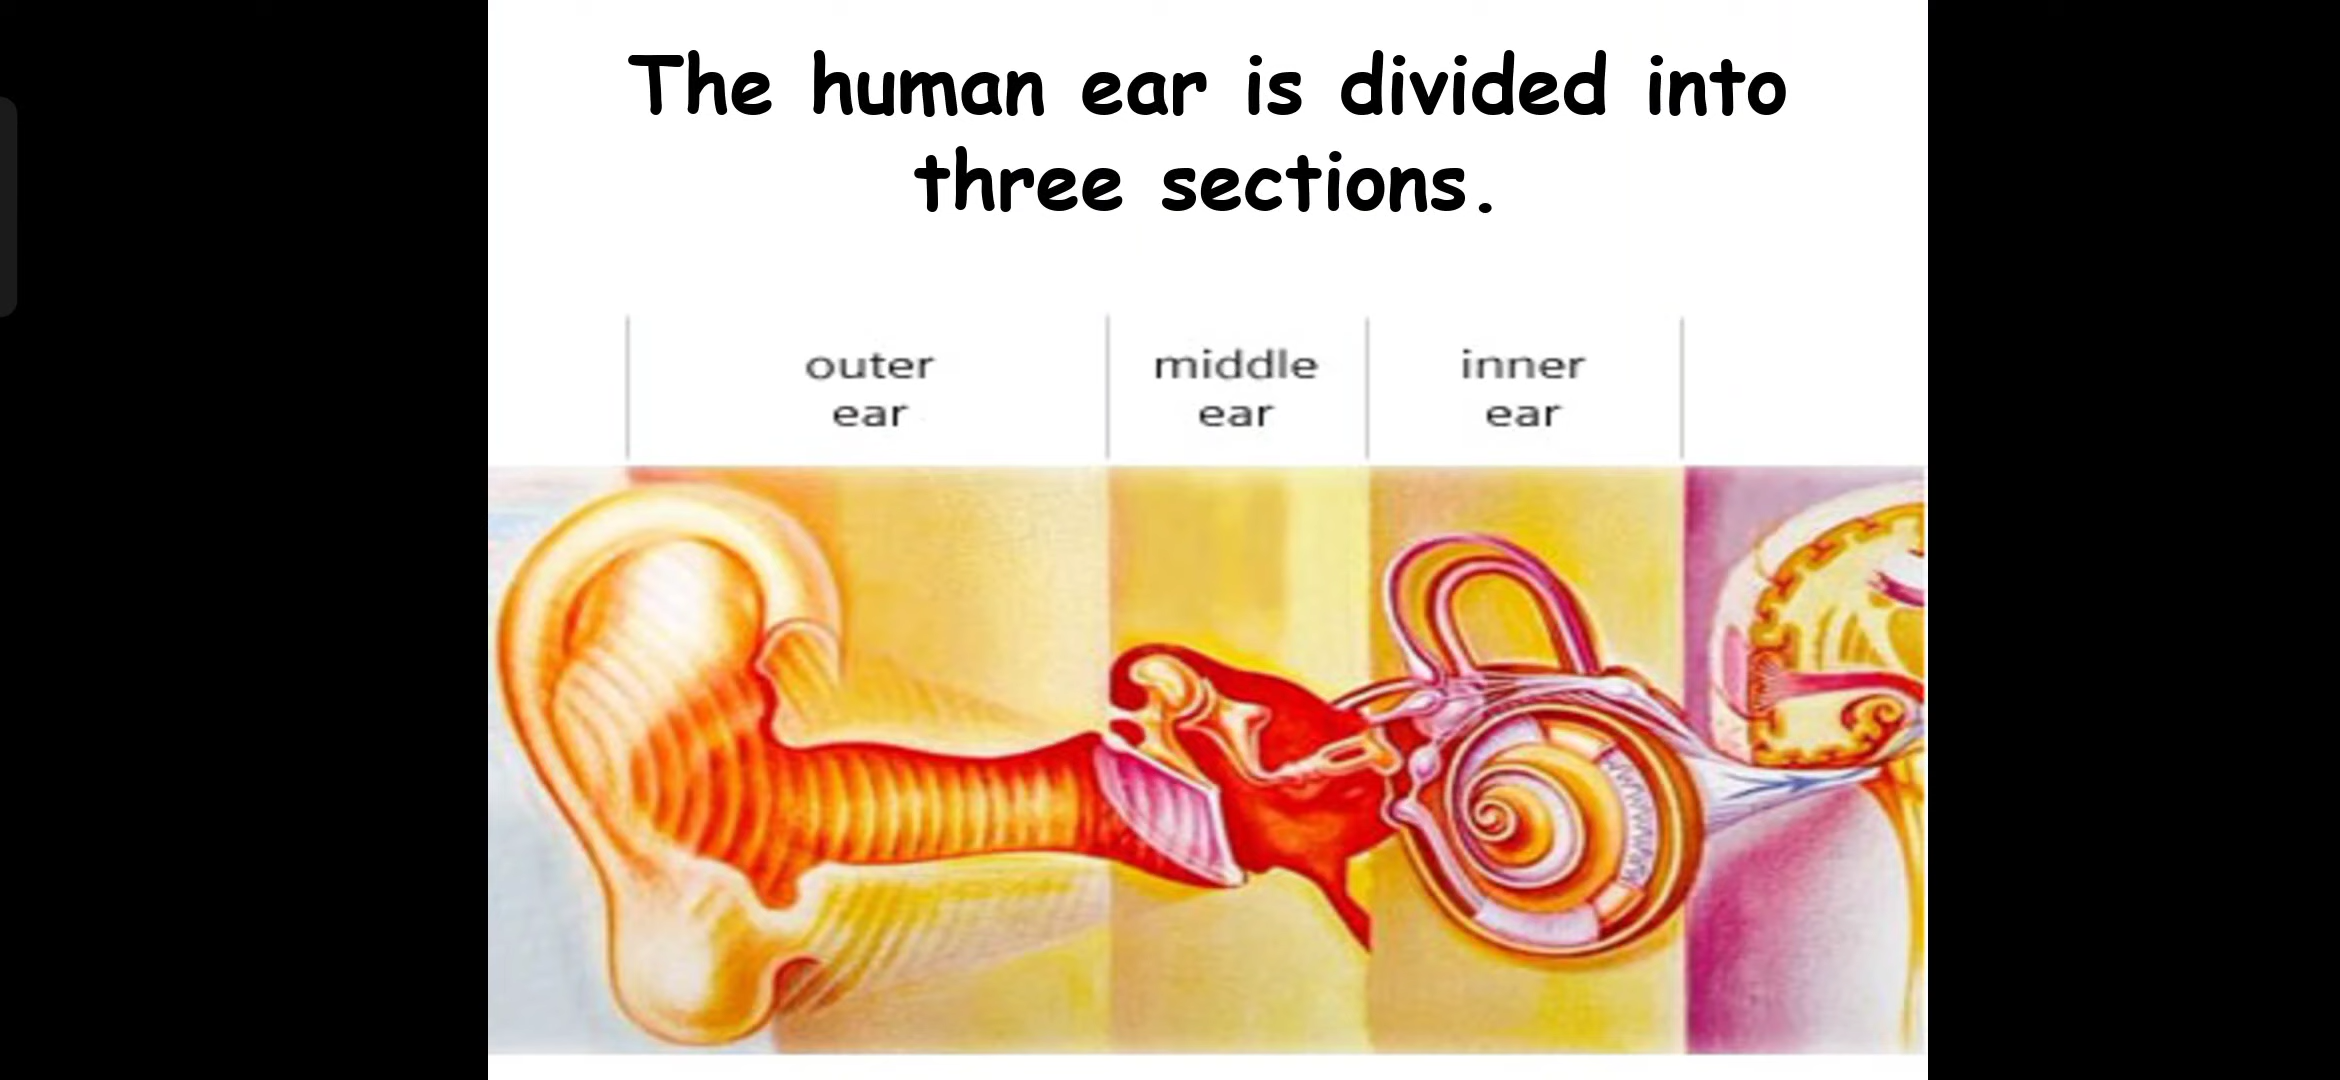 The human ear is divided into
three sections.
outer
ear
middle
ear
inner
ear